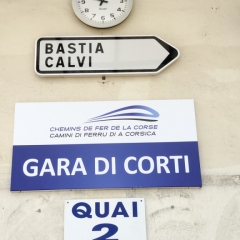 BASTIA
CALVI
CHEMINS DE FER DE LA CORSE
CAMINI DI FERRU DI A CORSICA
GARA DI CORTI
QUAI
2